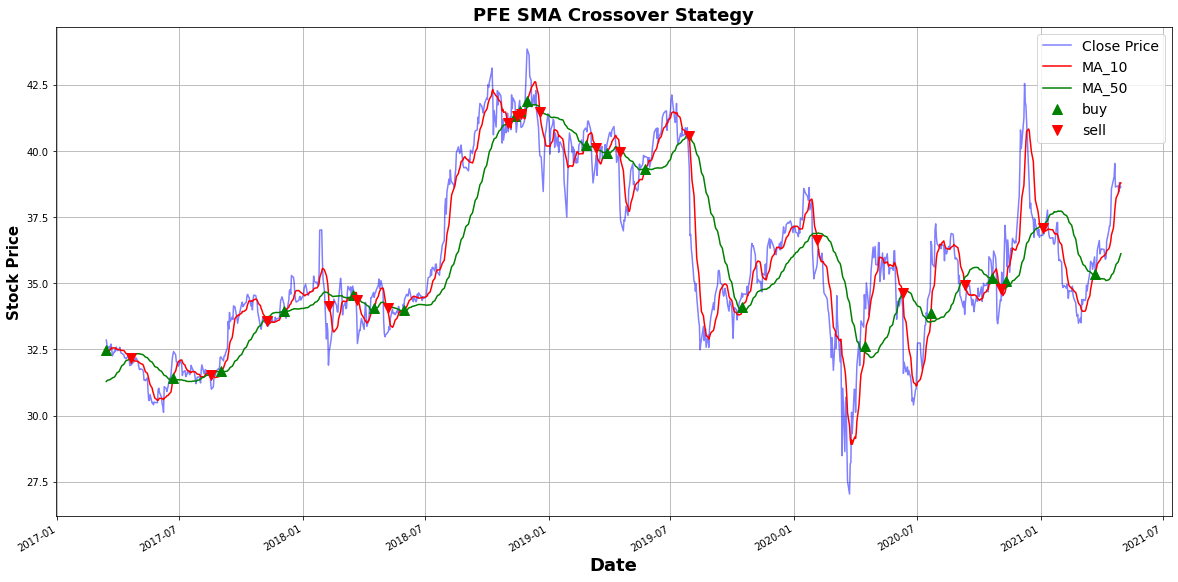 PFE SMA Crossover Stategy
Close Price
MA_10
MA_50
buy
sell
Stock Price
42.5
40.0
37.5
35.0
32.5
30.0
27.5
2017-01
2017-07
2018-01
2018-07
2019-01
2019-07
2020-01
2020-07
2021-01
2021-07
Date